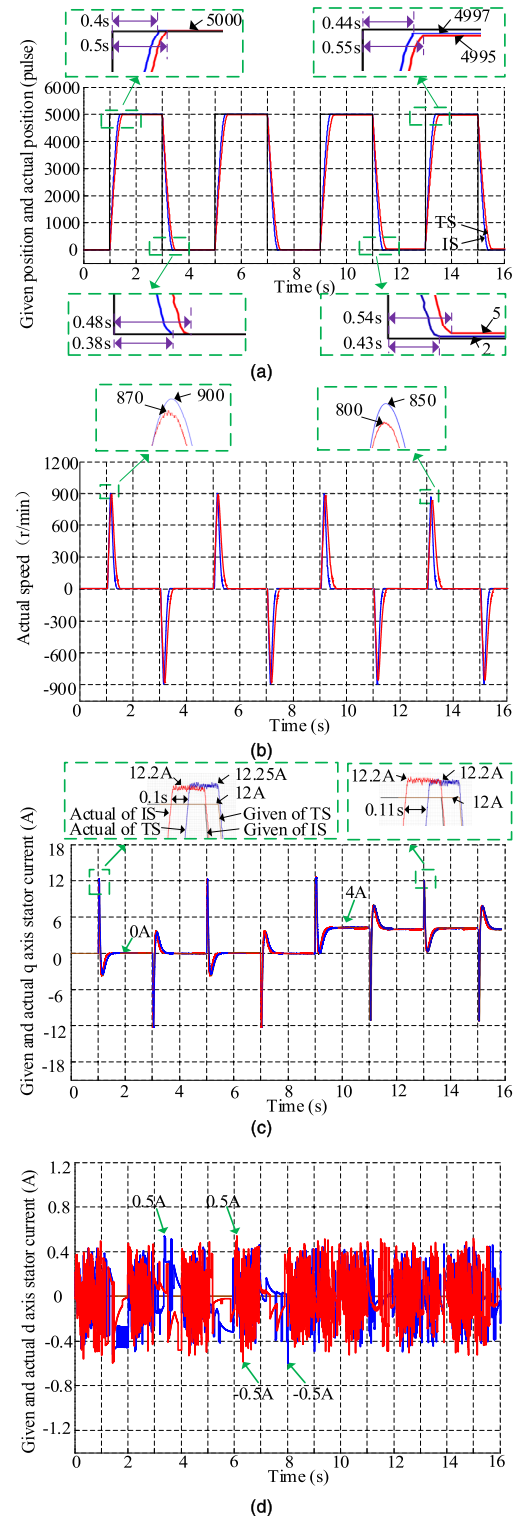 0.4s
5000
0.5s
0.44s
4997
0.55s
4995
Given position and actual position (pulse)
6000
5000
4000
3000
2000
1000
0
TS
IS
0 2 4 6 8 10 12 14 16
Time (s)
0.48s
0.38s
0.54s
5
0.43s
2
(a)
870
900
800
850
Actual speed (r/min)
1200
900
600
300
0
-300
-600
-900
0 2 4 6 8 10 12 14 16
Time (s)
(b)
12.2A
12.25A
0.1s
12A
Actual of IS
Given of TS
Actual of TS
Given of IS
12.2A
12.2A
12A
0.11s
Given and actual q axis stator current (A)
18
12
6
0
-6
-12
-18
0A
4A
0 2 4 6 8 10 12 14 16
Time (s)
(c)
Given and actual d axis stator current (A)
1.2
0.8
0.4
0
-0.4
-0.8
-1.2
0.5A
0.5A
-0.5A
-0.5A
0 2 4 6 8 10 12 14 16
Time (s)
(d)